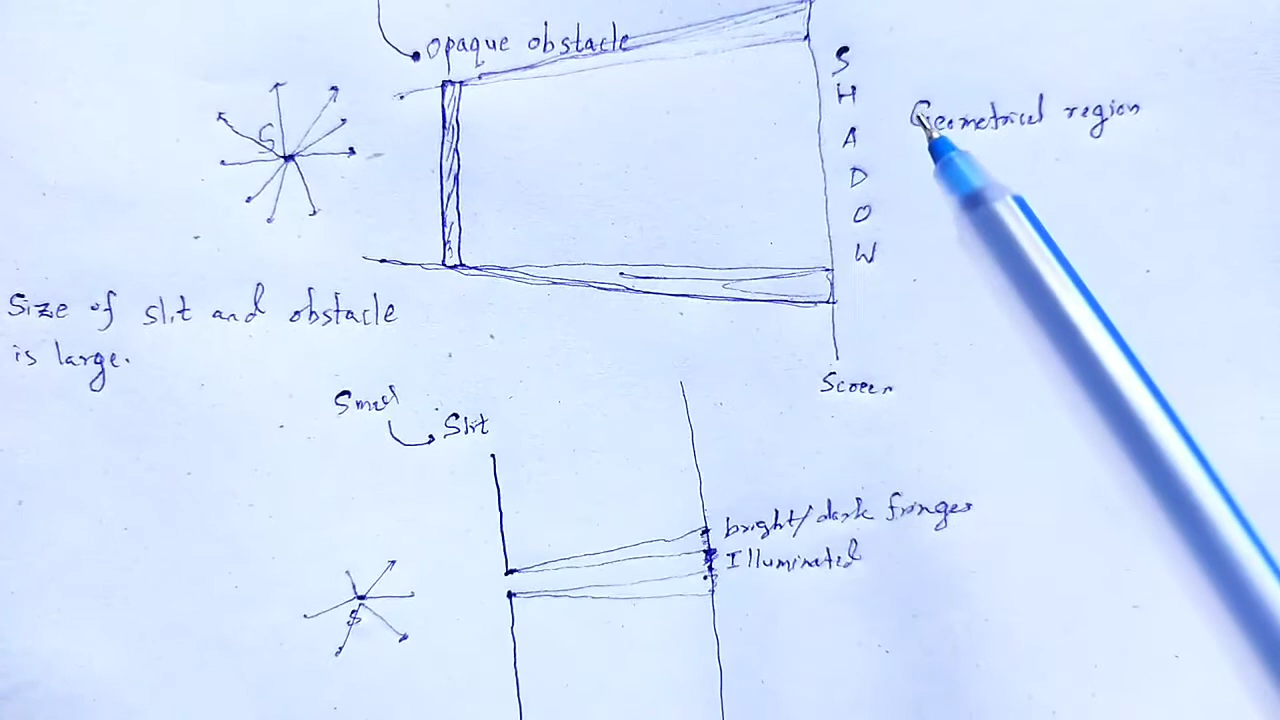 Opaque obstacle
S
H
A
D
O
W
Geometrical region
S
Size of slit and obstacle
is large.
Screen
Small
Slit
bright/dark fringes
Illuminated
S